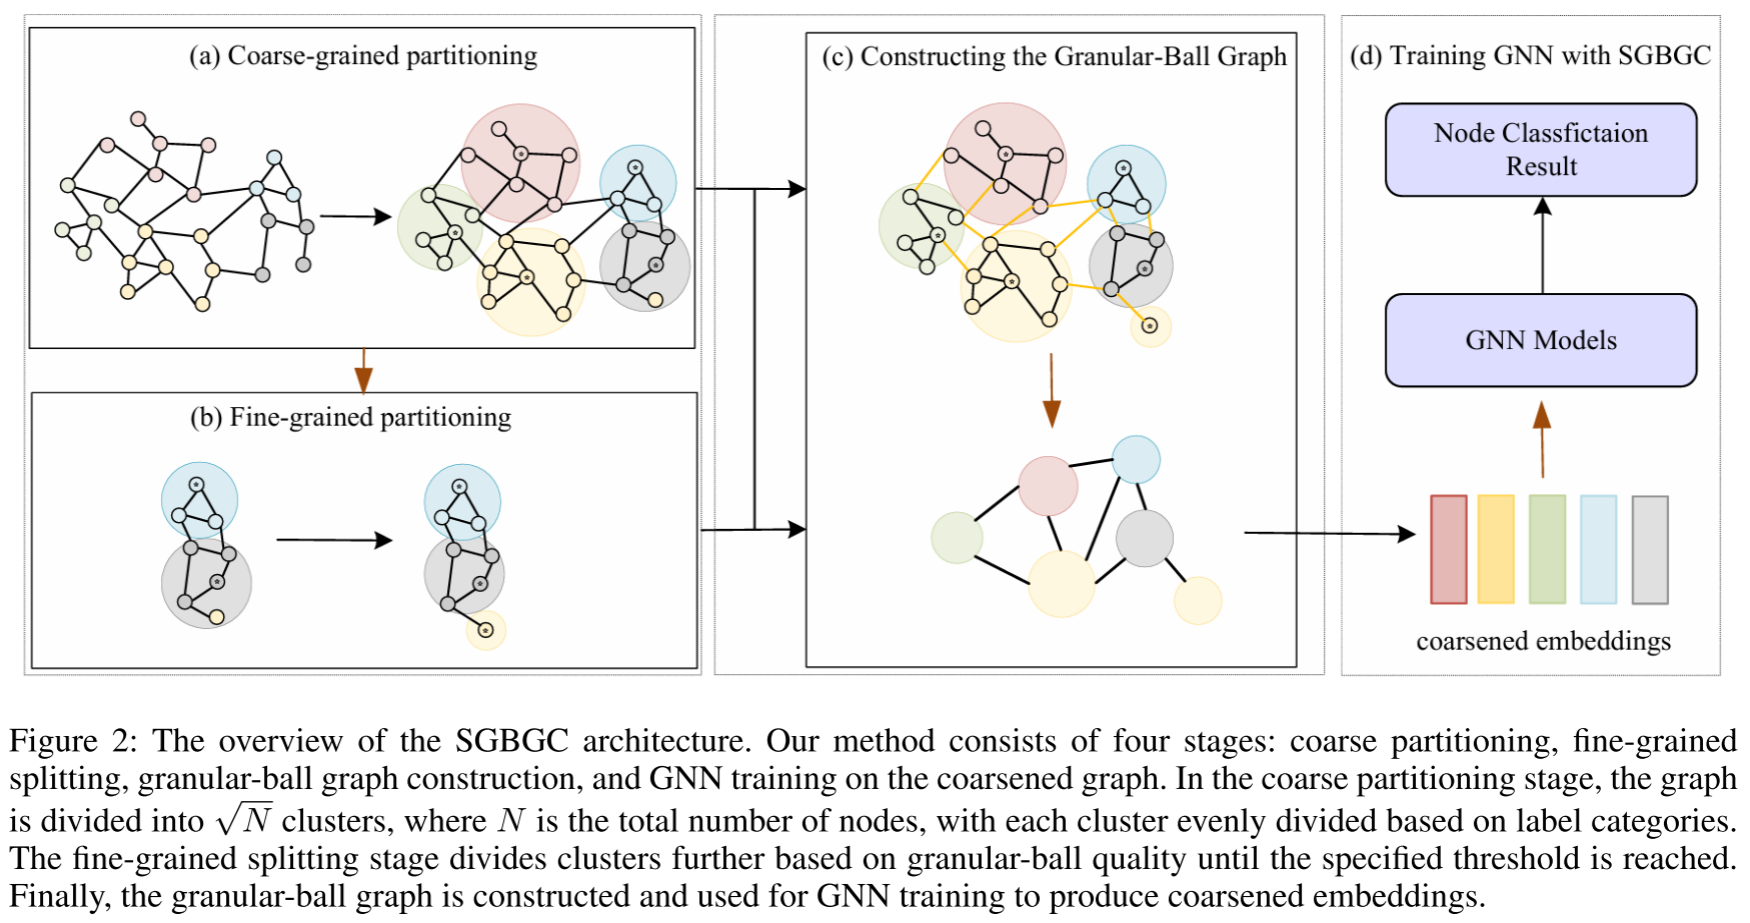 (a) Coarse-grained partitioning
(b) Fine-grained partitioning
(c) Constructing the Granular-Ball Graph
(d) Training GNN with SGBGC
Node Classfictaion
Result
GNN Models
coarsened embeddings
Figure 2: The overview of the SGBGC architecture. Our method consists of four stages: coarse partitioning, fine-grained
splitting, granular-ball graph construction, and GNN training on the coarsened graph. In the coarse partitioning stage, the graph
is divided into √N clusters, where N is the total number of nodes, with each cluster evenly divided based on label categories.
The fine-grained splitting stage divides clusters further based on granular-ball quality until the specified threshold is reached.
Finally, the granular-ball graph is constructed and used for GNN training to produce coarsened embeddings.